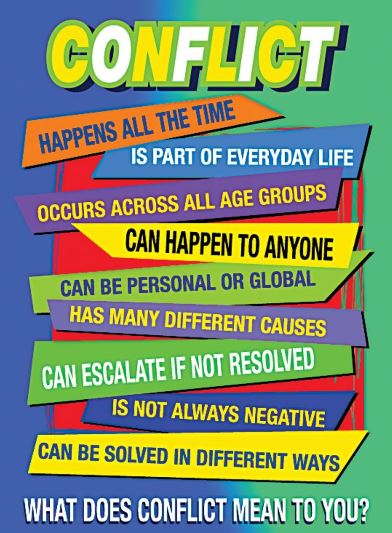 CONFLICT
HAPPENS ALL THE TIME
IS PART OF EVERYDAY LIFE
OCCURS ACROSS ALL AGE GROUPS
CAN HAPPEN TO ANYONE
CAN BE PERSONAL OR GLOBAL
HAS MANY DIFFERENT CAUSES
CAN ESCALATE IF NOT RESOLVED
IS NOT ALWAYS NEGATIVE
CAN BE SOLVED IN DIFFERENT WAYS
WHAT DOES CONFLICT MEAN TO YOU?